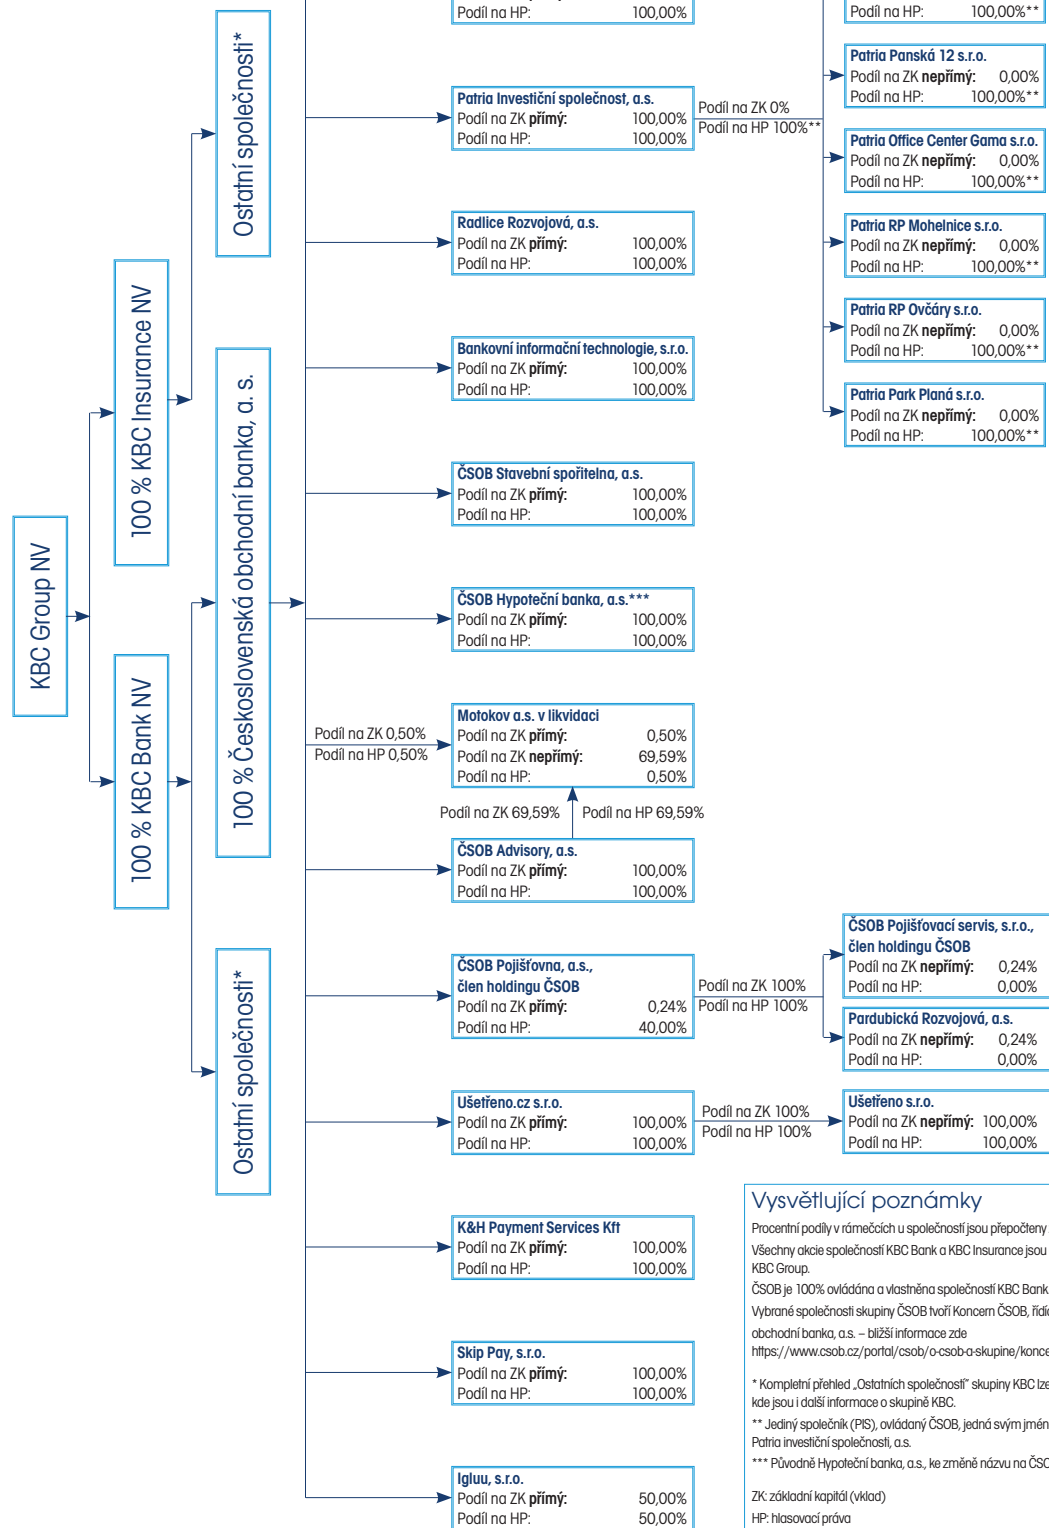 KBC Group NV
100 % KBC Insurance NV
100 % KBC Bank NV
Ostatní společnosti*
100 % Československá obchodní banka, a. s.
Ostatní společnosti*
Podíl na HP: 100,00%
Patria Investiční společnost, a.s.
Podíl na ZK přímý: 100,00%
Podíl na HP: 100,00%
Podíl na ZK 0%
Podíl na HP 100%**
Podíl na HP: 100,00%**
Patria Panská 12 s.r.o.
Podíl na ZK nepřímý: 0,00%
Podíl na HP: 100,00%**
Patria Office Center Gama s.r.o.
Podíl na ZK nepřímý: 0,00%
Podíl na HP: 100,00%**
Patria RP Mohelnice s.r.o.
Podíl na ZK nepřímý: 0,00%
Podíl na HP: 100,00%**
Patria RP Ovčáry s.r.o.
Podíl na ZK nepřímý: 0,00%
Podíl na HP: 100,00%**
Patria Park Planá s.r.o.
Podíl na ZK nepřímý: 0,00%
Podíl na HP: 100,00%**
Radlice Rozvojová, a.s.
Podíl na ZK přímý: 100,00%
Podíl na HP: 100,00%
Bankovní informační technologie, s.r.o.
Podíl na ZK přímý: 100,00%
Podíl na HP: 100,00%
ČSOB Stavební spořitelna, a.s.
Podíl na ZK přímý: 100,00%
Podíl na HP: 100,00%
ČSOB Hypoteční banka, a.s.***
Podíl na ZK přímý: 100,00%
Podíl na HP: 100,00%
Podíl na ZK 0,50%
Podíl na HP 0,50%
Motokov a.s. v likvidaci
Podíl na ZK přímý: 0,50%
Podíl na ZK nepřímý: 69,59%
Podíl na HP: 0,50%
Podíl na ZK 69,59% Podíl na HP 69,59%
ČSOB Advisory, a.s.
Podíl na ZK přímý: 100,00%
Podíl na HP: 100,00%
ČSOB Pojišťovna, a.s.,
člen holdingu ČSOB
Podíl na ZK přímý: 0,24%
Podíl na HP: 40,00%
Podíl na ZK 100%
Podíl na HP 100%
ČSOB Pojišťovací servis, s.r.o.,
člen holdingu ČSOB
Podíl na ZK nepřímý: 0,24%
Podíl na HP: 0,00%
Pardubická Rozvojová, a.s.
Podíl na ZK nepřímý: 0,24%
Podíl na HP: 0,00%
Ušetřeno.cz s.r.o.
Podíl na ZK přímý: 100,00%
Podíl na HP: 100,00%
Podíl na ZK 100%
Podíl na HP 100%
Ušetřeno s.r.o.
Podíl na ZK nepřímý: 100,00%
Podíl na HP: 100,00%
K&H Payment Services Kft
Podíl na ZK přímý: 100,00%
Podíl na HP: 100,00%
Skip Pay, s.r.o.
Podíl na ZK přímý: 100,00%
Podíl na HP: 100,00%
Igluu, s.r.o.
Podíl na ZK přímý: 50,00%
Podíl na HP: 50,00%
Vysvětlující poznámky
Procentní podíly v rámečcích u společností jsou přepočteny
Všechny akcie společností KBC Bank a KBC Insurance jsou
KBC Group.
ČSOB je 100% ovládána a vlastněna společností KBC Bank.
Vybrané společnosti skupiny ČSOB tvoří Koncern ČSOB,
obchodní banka, a.s. – bližší informace zde
https://www.csob.cz/portal/csob/o-csob-a-skupine/konce
* Kompletní přehled „Ostatních společností" skupiny KBC lze
kde jsou i další informace o skupině KBC.
** Jediný společník (PIS), ovládaný ČSOB, jedná svým jmén
Patria investiční společnosti, a.s.
*** Původně Hypoteční banka, a.s., ke změně názvu na ČSO
ZK: základní kapitál (vklad)
HP: hlasovací práva